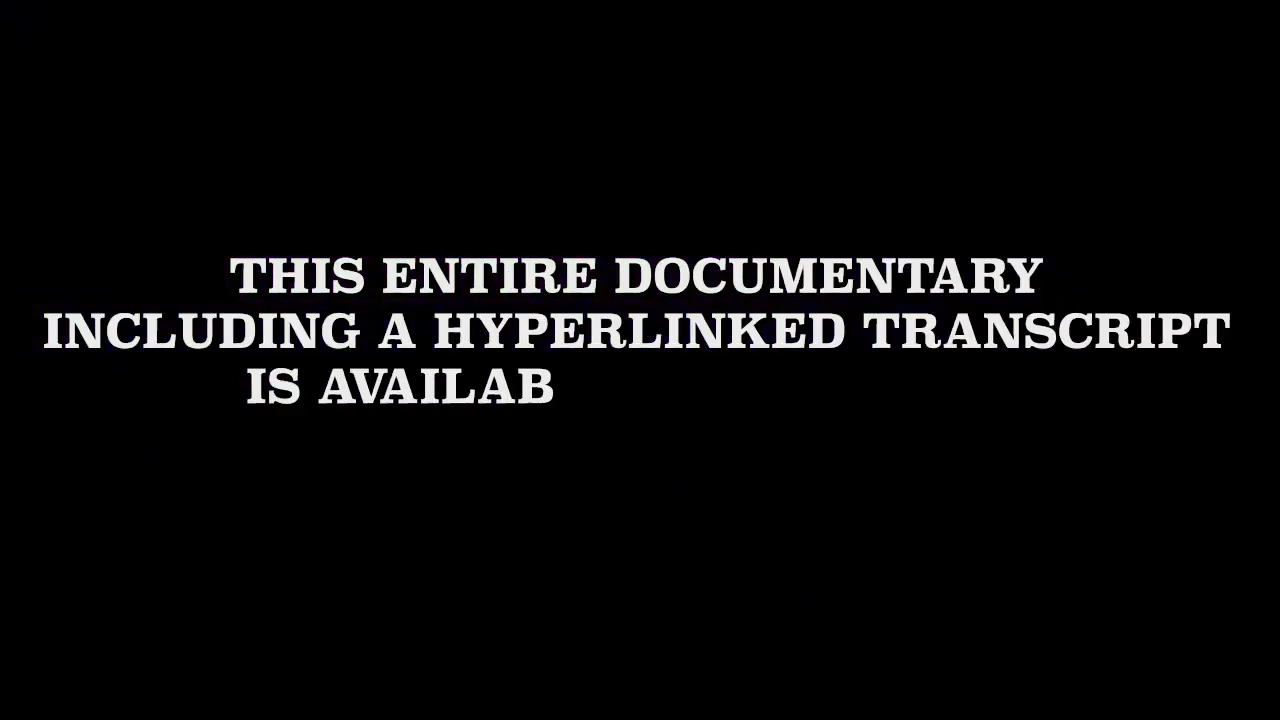 THIS ENTIRE DOCUMENTARY
INCLUDING A HYPERLINKED TRANSCRIPT
IS AVAILAB